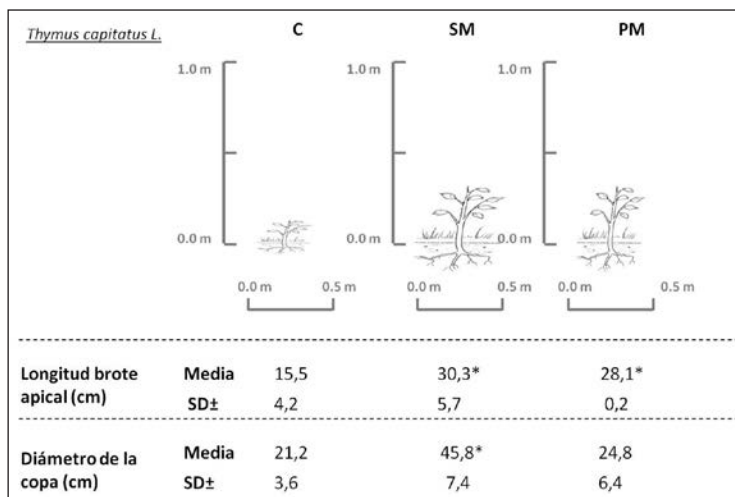 Thymus capitatus L. C SM PM
1.0 m 1.0 m 1.0 m
0.0 m 0.0 m 0.0 m
0.0 m 0.5 m 0.0 m 0.5 m 0.0 m 0.5 m
Longitud brote Media 15,5 30,3* 28,1*
apical (cm)
SD± 4,2 5,7 0,2
Diámetro de la Media 21,2 45,8* 24,8
copa (cm) SD± 3,6 7,4 6,4